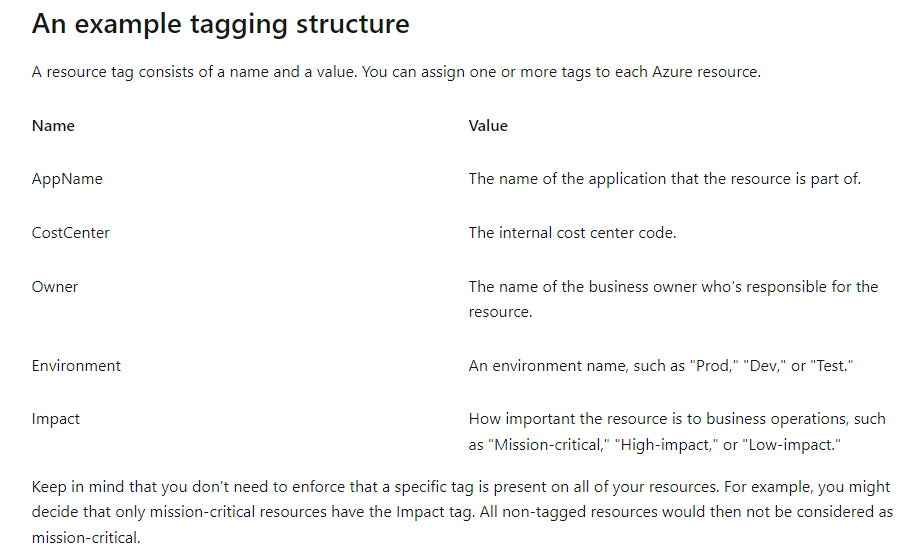 An example tagging structure
A resource tag consists of a name and a value. You can assign one or more tags to each Azure resource.
Name Value
AppName The name of the application that the resource is part of.
CostCenter The internal cost center code.
Owner The name of the business owner who's responsible for the
resource.
Environment An environment name, such as "Prod," "Dev," or "Test."
Impact How important the resource is to business operations, such
as "Mission-critical," "High-impact," or "Low-impact."
Keep in mind that you don't need to enforce that a specific tag is present on all of your resources. For example, you might
decide that only mission-critical resources have the Impact tag. All non-tagged resources would then not be considered as
mission-critical.